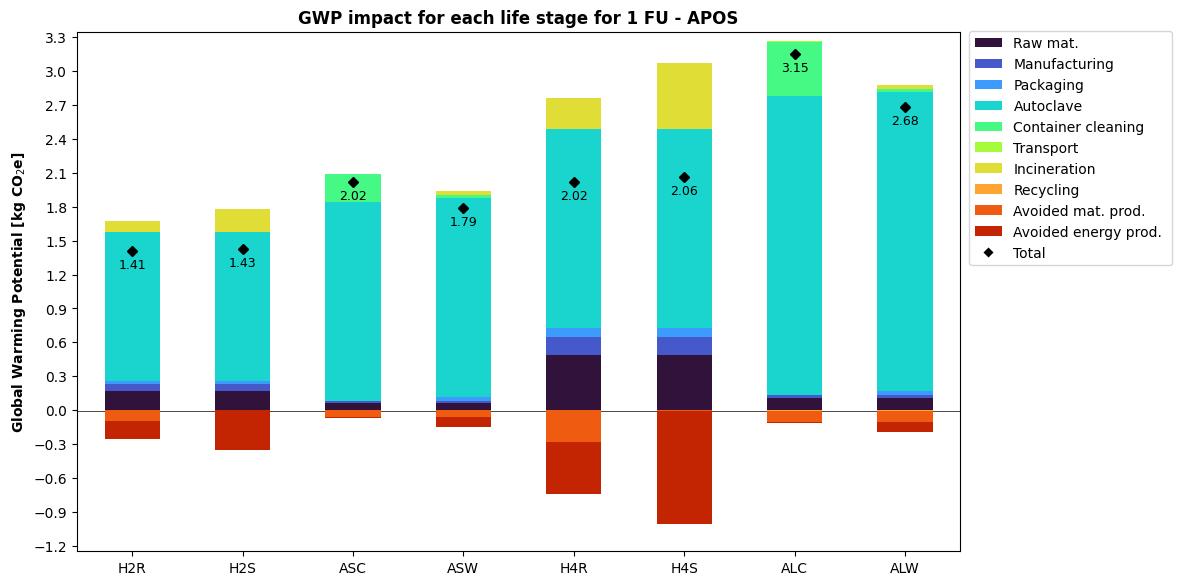 GWP impact for each life stage for 1 FU - APOS
Global Warming Potential [kg CO₂e]
3.3
3.0
2.7
2.4
2.1
1.8
1.5
1.2
0.9
0.6
0.3
0.0
−0.3
−0.6
−0.9
−1.2
1.41
1.43
2.02
1.79
2.02
2.06
3.15
2.68
H2R
H2S
ASC
ASW
H4R
H4S
ALC
ALW
Raw mat.
Manufacturing
Packaging
Autoclave
Container cleaning
Transport
Incineration
Recycling
Avoided mat. prod.
Avoided energy prod.
Total